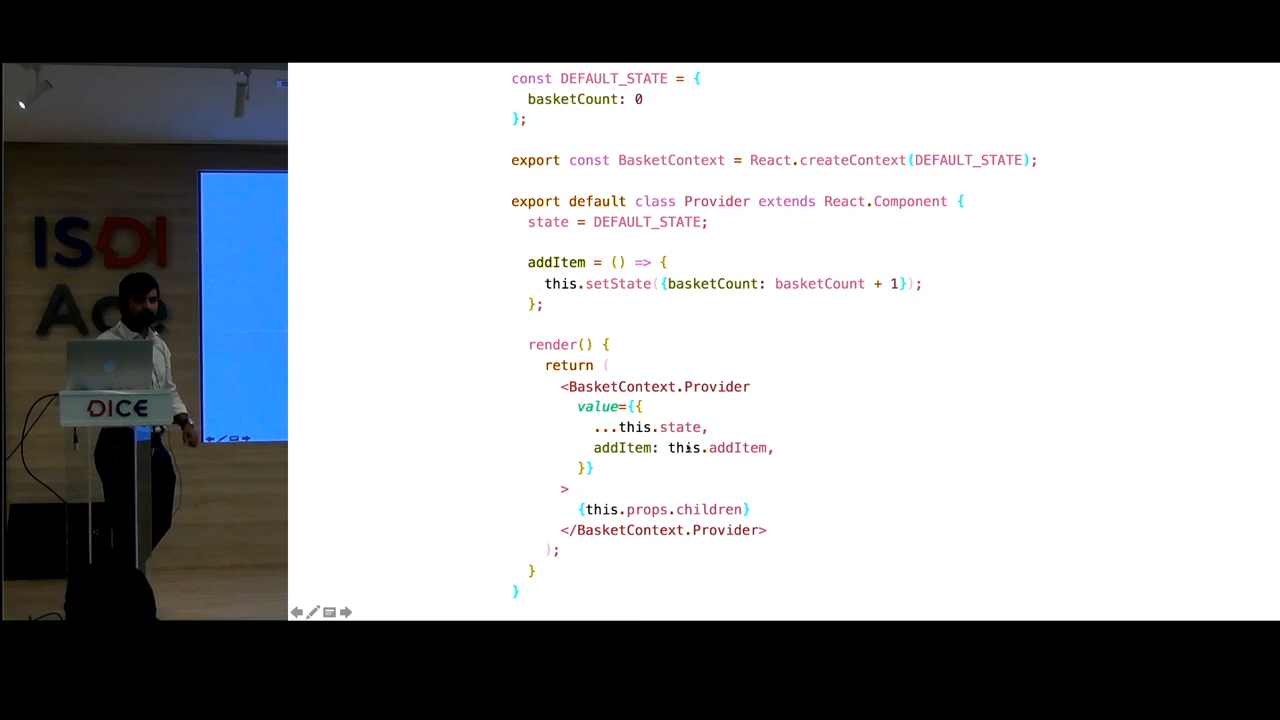 ISDI
Ace
DICE
const DEFAULT_STATE = {
basketCount: 0
};
export const BasketContext = React.createContext(DEFAULT_STATE);
export default class Provider extends React.Component {
state = DEFAULT_STATE;
addItem = () => {
this.setState({basketCount: basketCount + 1});
};
render() {
return (
<BasketContext.Provider
value={{
...this.state,
addItem: this.addItem,
}}
>
{this.props.children}
</BasketContext.Provider>
);
}
}